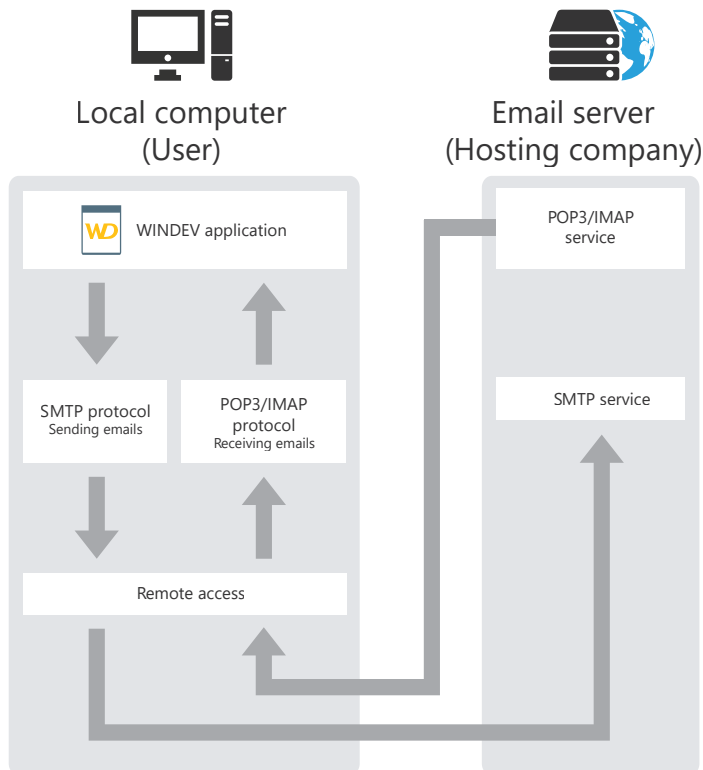 Local computer
(User)
Email server
(Hosting company)
WD
WINDEV application
POP3/IMAP
service
SMTP protocol
Sending emails
POP3/IMAP
protocol
Receiving emails
SMTP service
Remote access